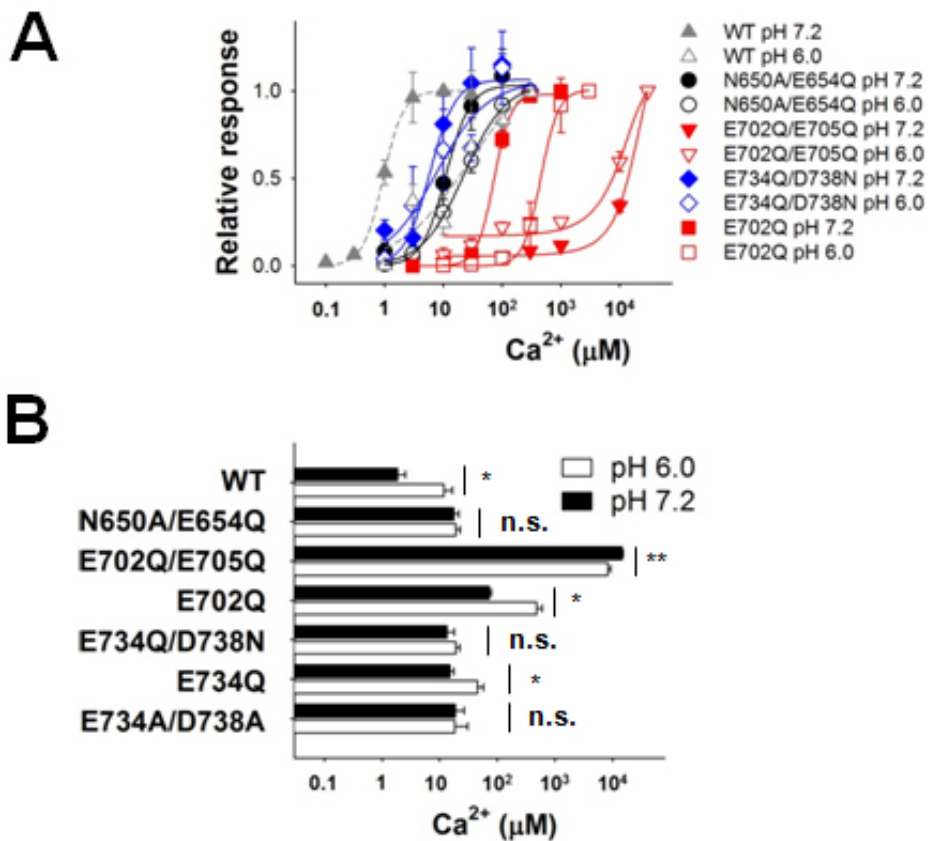 A
Relative response
1.0
0.5
0.0
0.1 1 10 10² 10³ 10⁴
Ca²⁺ (µM)
WT pH 7.2
WT pH 6.0
N650A/E654Q pH 7.2
N650A/E654Q pH 6.0
E702Q/E705Q pH 7.2
E702Q/E705Q pH 6.0
E734Q/D738N pH 7.2
E734Q/D738N pH 6.0
E702Q pH 7.2
E702Q pH 6.0
B
pH 6.0
pH 7.2
WT *
N650A/E654Q n.s.
E702Q/E705Q **
E702Q *
E734Q/D738N n.s.
E734Q *
E734A/D738A n.s.
0.1 1 10 10² 10³ 10⁴
Ca²⁺ (µM)